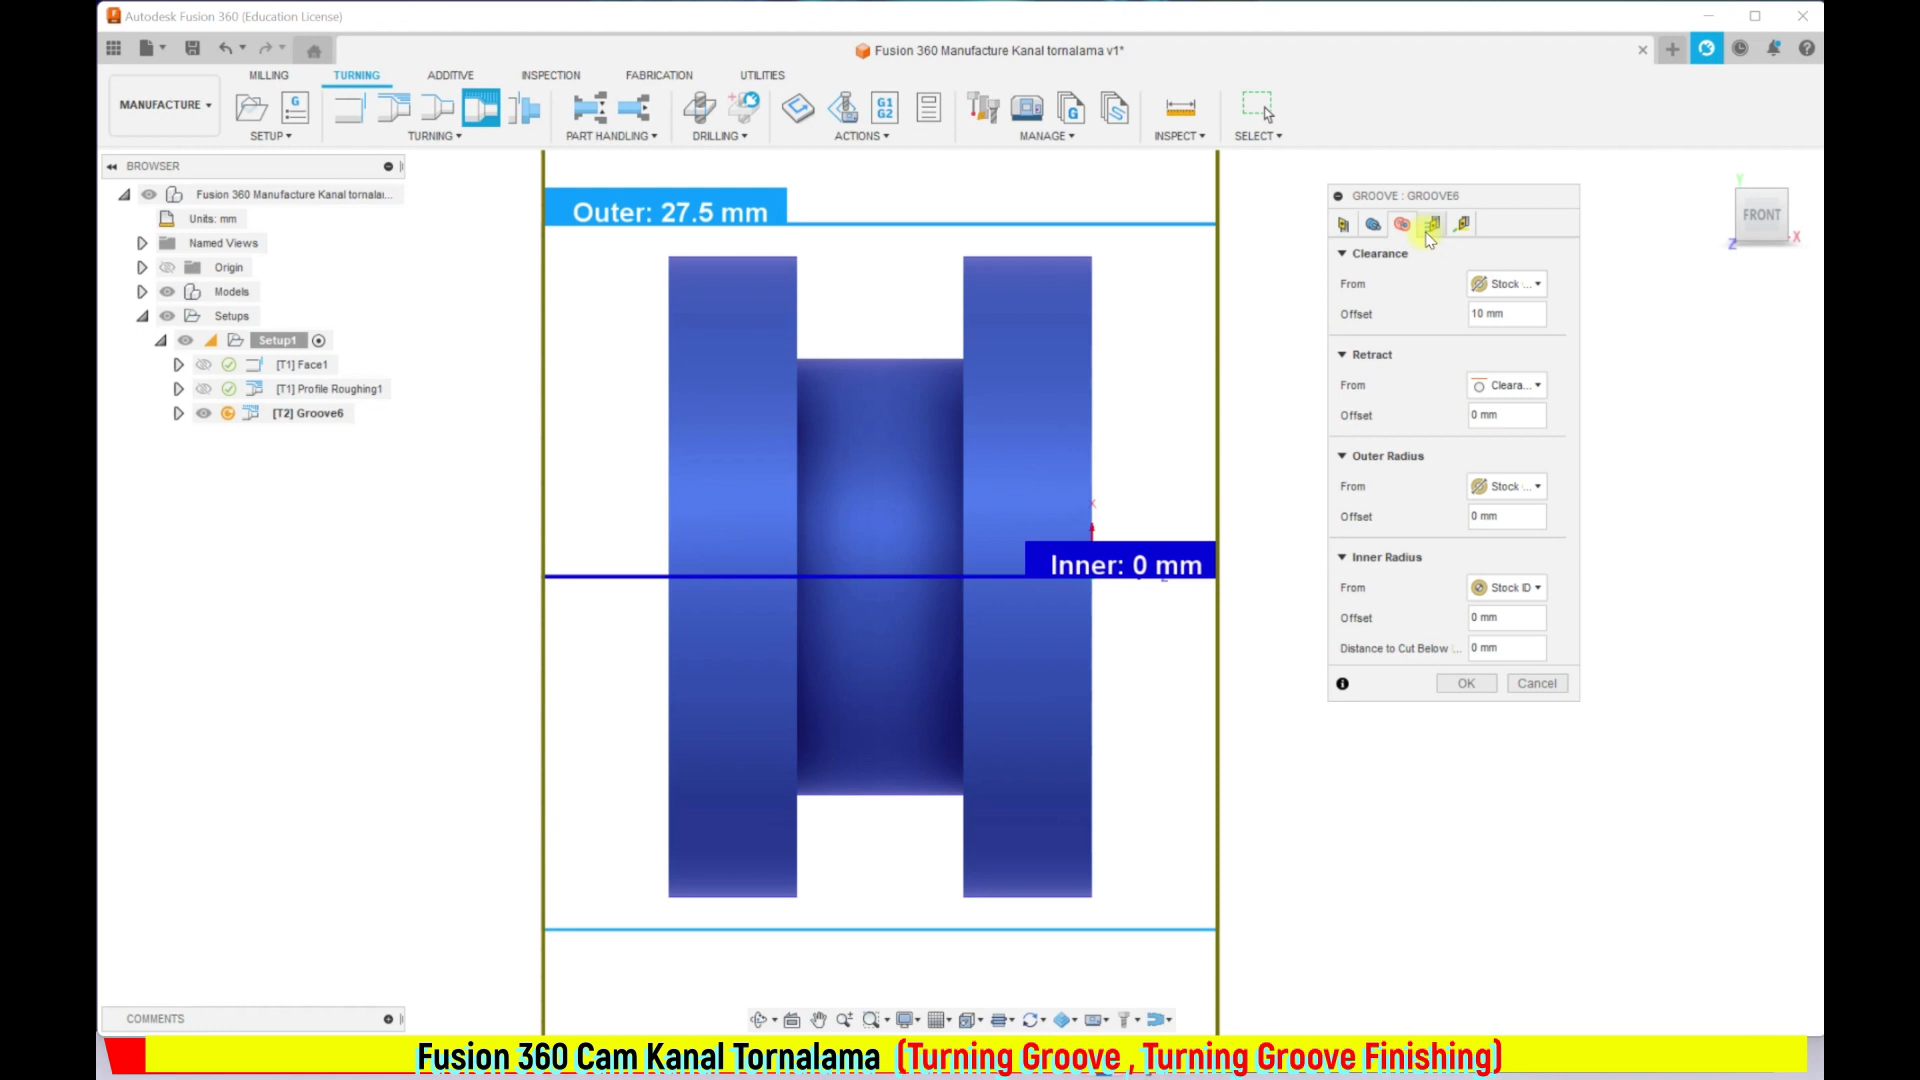 Autodesk Fusion 360 (Education License)
Fusion 360 Manufacture Kanal tornalama v1*
MILLING TURNING ADDITIVE INSPECTION FABRICATION UTILITIES
MANUFACTURE
G
G1
G2
G
SETUP TURNING PART HANDLING DRILLING ACTIONS MANAGE INSPECT SELECT
BROWSER
Fusion 360 Manufacture Kanal tornalar...
Units: mm
Named Views
Origin
Models
Setups
Setup1
[T1] Face1
[T1] Profile Roughing1
[T2] Groove6
Outer: 27.5 mm
Inner: 0 mm
X
Z
GROOVE : GROOVE6
Clearance
From Stock ...
Offset 10 mm
Retract
From Cleara...
Offset 0 mm
Outer Radius
From Stock ...
Offset 0 mm
Inner Radius
From Stock ID
Offset 0 mm
Distance to Cut Below ... 0 mm
OK Cancel
Y
FRONT
Z X
COMMENTS
Fusion 360 Cam Kanal Tornalama (Turning Groove , Turning Groove Finishing)